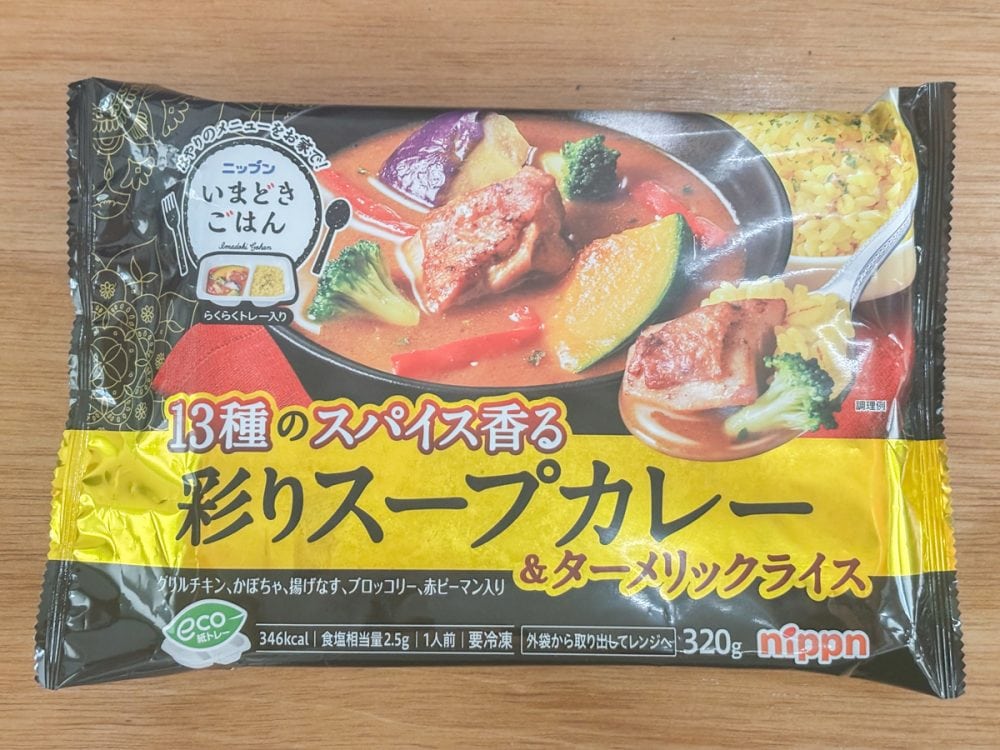 はやりのメニューをお家で!
ニップン
いまどき
ごはん
Imadoki Gohan
らくらくトレー入り
調理例
13種のスパイス香る
彩りスープカレー
&ターメリックライス
グリルチキン、かぼちゃ、揚げなす、ブロッコリー、赤ピーマン入り
eco
紙トレー
346kcal 食塩相当量2.5g 1人前 要冷凍 外袋から取り出してレンジへ 320g nippn